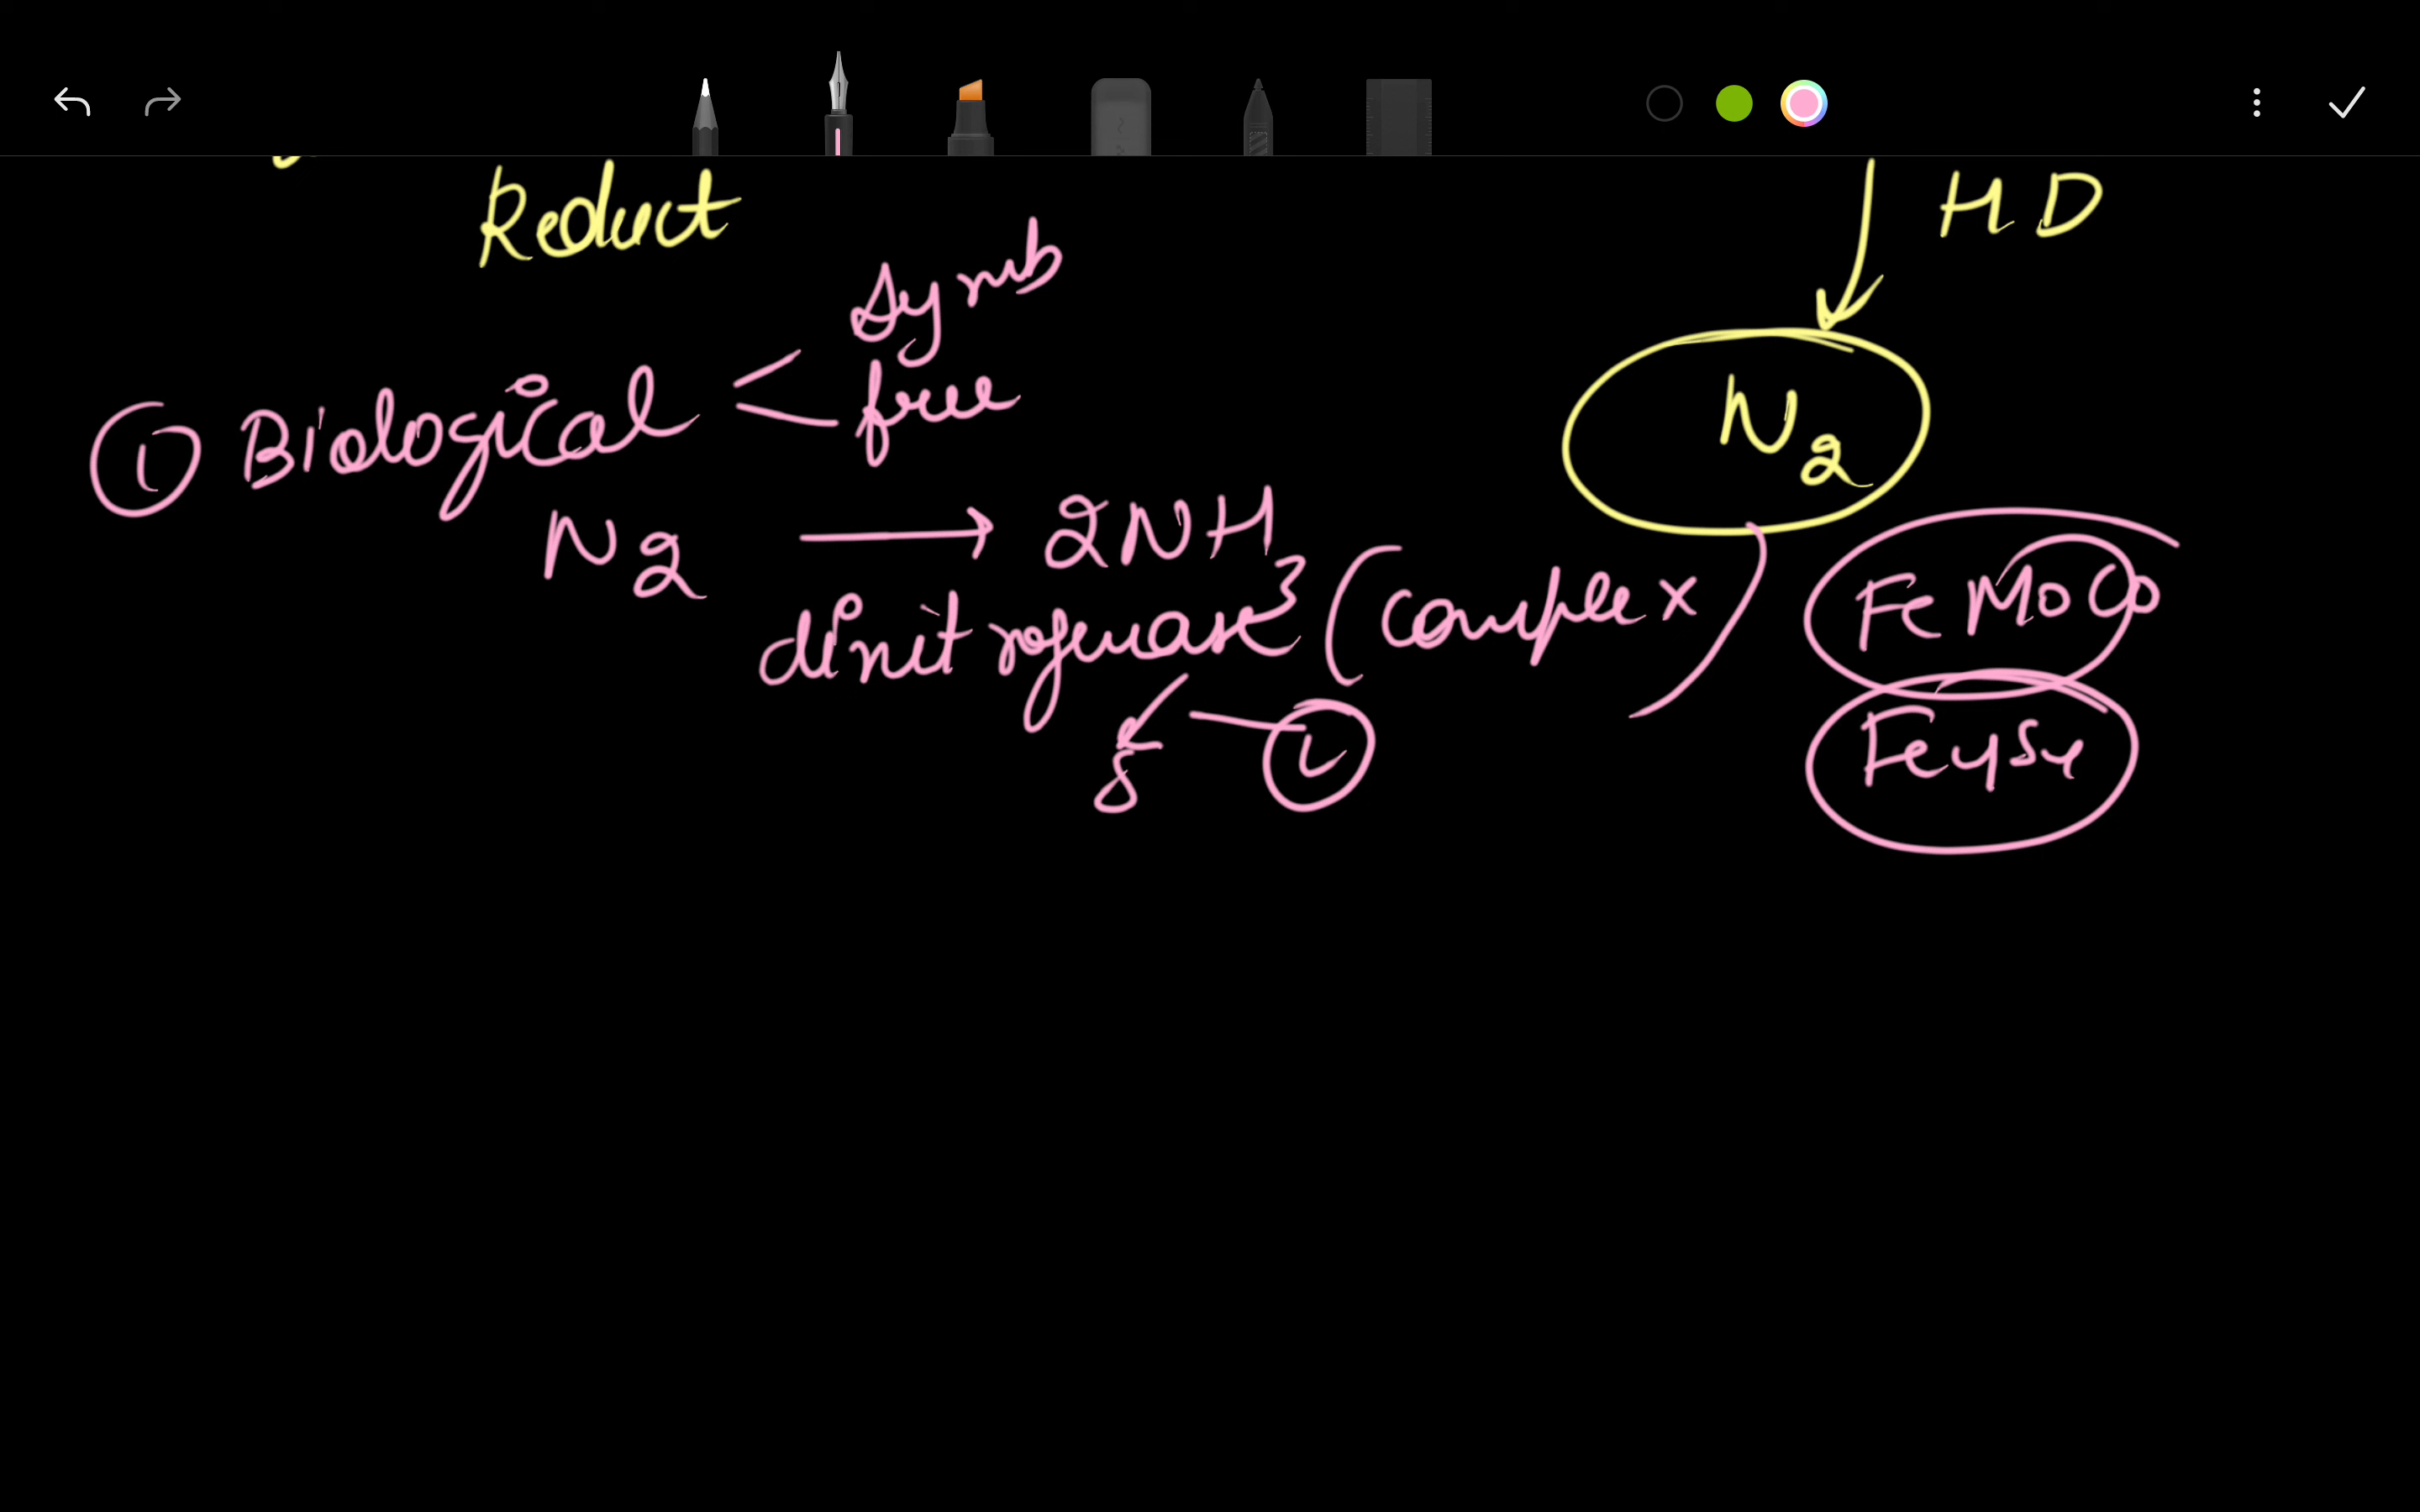 Reduct
HD
Symb
① Biological
free
N2
N2 → 2NH3
dinitrogenase (complex)
FeMoCo
Fe4S4